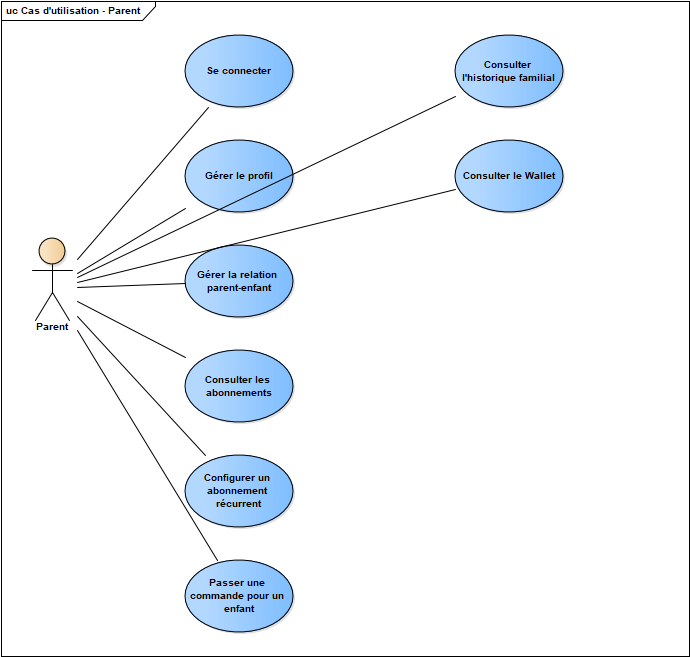 uc Cas d'utilisation - Parent
Se connecter
Consulter
l'historique familial
Gérer le profil
Consulter le Wallet
Gérer la relation
parent-enfant
Parent
Consulter les
abonnements
Configurer un
abonnement
récurrent
Passer une
commande pour un
enfant